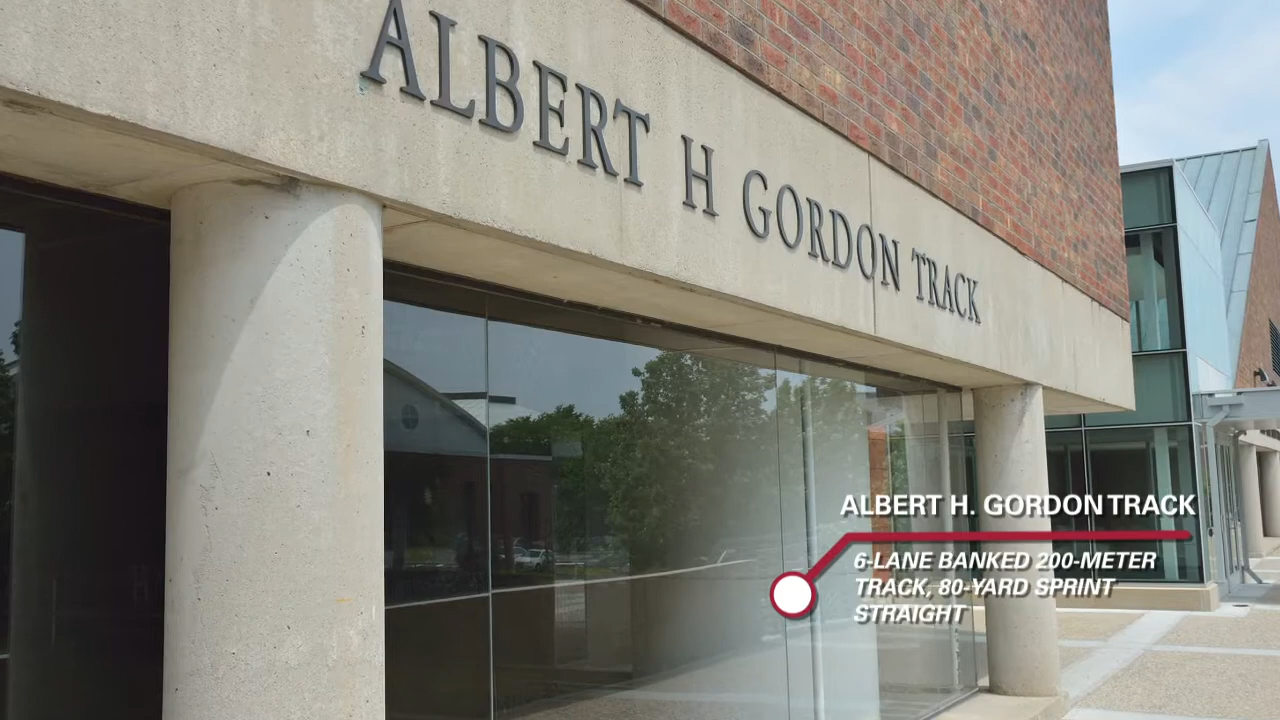 ALBERT H GORDON TRACK
ALBERT H. GORDON TRACK
6-LANE BANKED 200-METER
TRACK, 80-YARD SPRINT
STRAIGHT